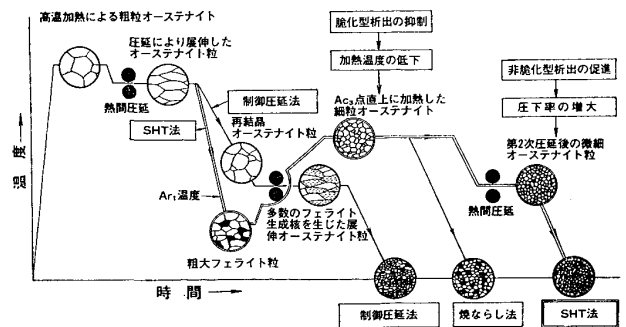 高温加熱による粗粒オーステナイト
圧延により展伸した
オーステナイト粒
熱間圧延
SHT法
制御圧延法
再結晶
オーステナイト粒
Ar₁温度
粗大フェライト粒
多数のフェライト
生成核を生じた展
伸オーステナイト粒
脆化型析出の抑制
加熱温度の低下
Ac₃点直上に加熱した
細粒オーステナイト
非脆化型析出の促進
圧下率の増大
第2次圧延後の微細
オーステナイト粒
熱間圧延
温度
時間
制御圧延法
焼ならし法
SHT法